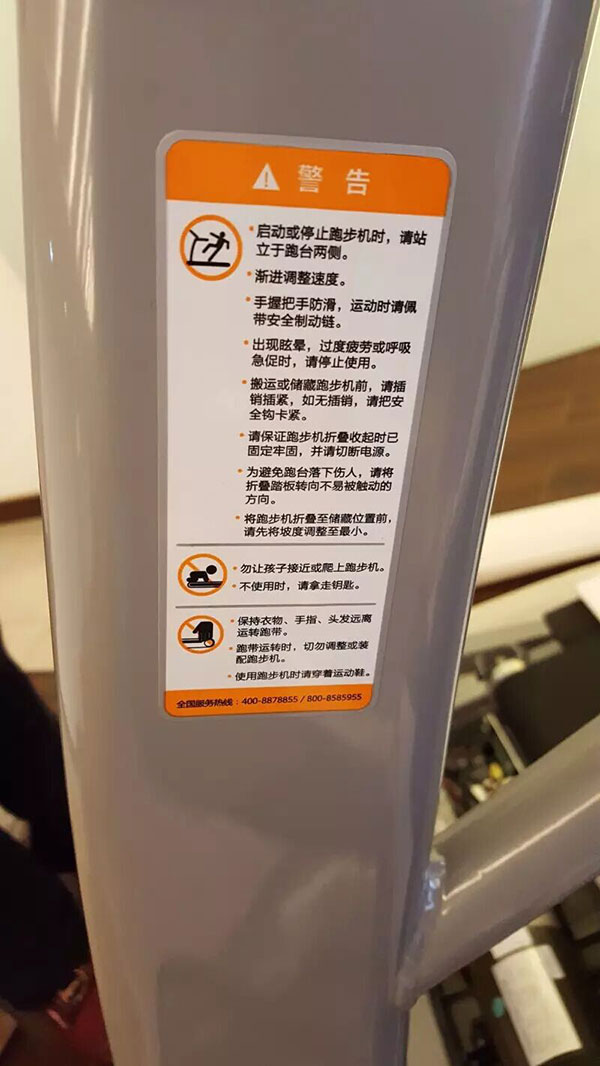 警告
· 启动或停止跑步机时，请站
立于跑台两侧。
· 渐进调整速度。
· 手握把手防滑，运动时请佩
带安全制动链。
· 出现眩晕，过度疲劳或呼吸
急促时，请停止使用。
· 搬运或储藏跑步机前，请插
销插紧，如无插销，请把安
全钩卡紧。
· 请保证跑步机折叠收起时已
固定牢固，并请切断电源。
· 为避免跑台落下伤人，请将
折叠踏板转向不易被触动的
方向。
· 将跑步机折叠至储藏位置前，
请先将坡度调整至最小。
· 勿让孩子接近或爬上跑步机。
· 不使用时，请拿走钥匙。
· 保持衣物、手指、头发远离
运转跑带。
· 跑带运转时，切勿调整或装
配跑步机。
· 使用跑步机时请穿着运动鞋。
全国服务热线：400-8878855 / 800-8585955